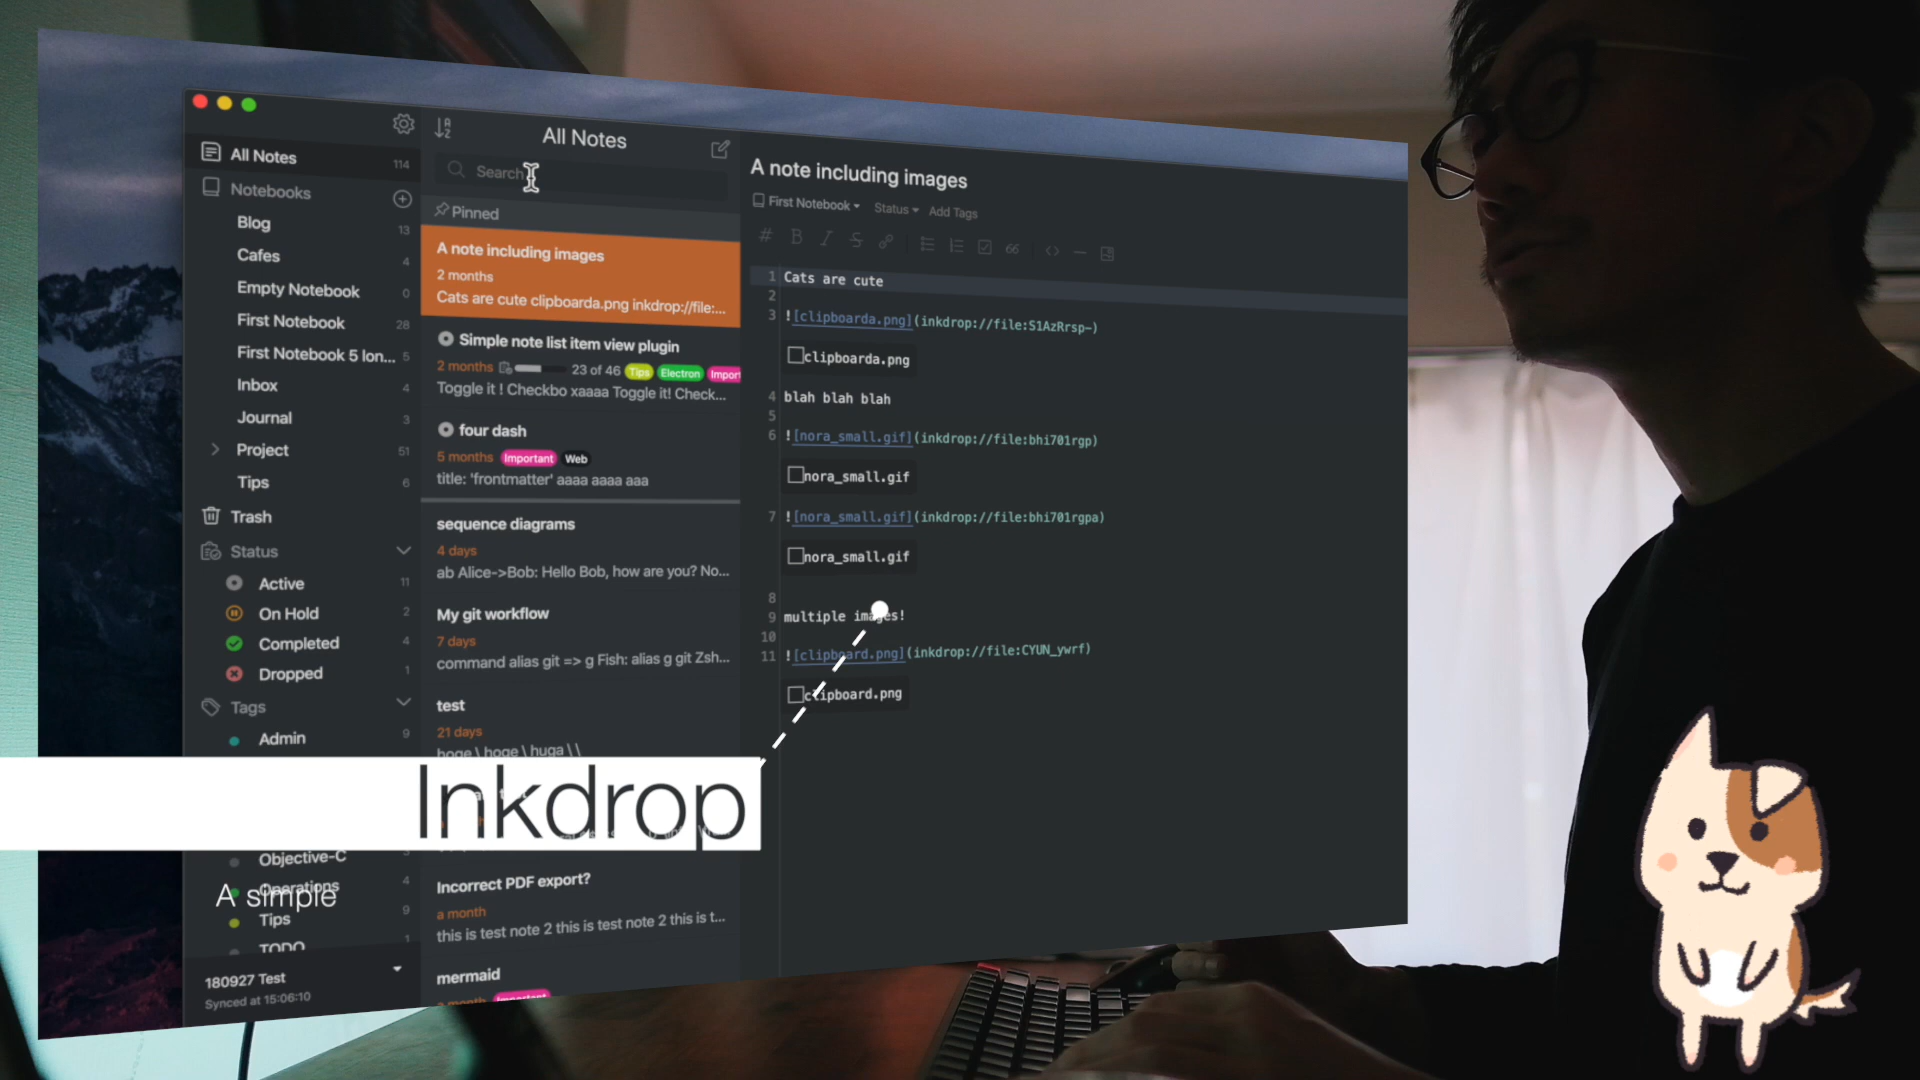 All Notes
114
Notebooks
Blog
13
Cafes
4
Empty Notebook
0
First Notebook
28
First Notebook 5 lon...
5
Inbox
4
Journal
3
Project
51
Tips
6
Trash
Status
Active
11
On Hold
2
Completed
4
Dropped
1
Tags
Admin
9
Objective-C
Operations
4
Tips
9
TODO
1
180927 Test
Synced at 15:06:10
All Notes
Search
Pinned
A note including images
2 months
Cats are cute clipboarda.png inkdrop://file:...
Simple note list item view plugin
2 months 23 of 46 Tips Electron Import
Toggle it ! Checkbo xaaaa Toggle it! Check...
four dash
5 months Important Web
title: 'frontmatter' aaaa aaaa aaa
sequence diagrams
4 days
ab Alice->Bob: Hello Bob, how are you? No...
My git workflow
7 days
command alias git => g Fish: alias g git Zsh...
test
21 days
hoge \ hoge \ huga \ \
Incorrect PDF export?
a month
this is test note 2 this is test note 2 this is t...
mermaid
a month Important
A note including images
First Notebook Status Add Tags
1 Cats are cute
2
3 ![clipboarda.png](inkdrop://file:S1AzRrsp-)
clipboarda.png
4 blah blah blah
5
6 ![nora_small.gif](inkdrop://file:bhi701rgp)
nora_small.gif
7 ![nora_small.gif](inkdrop://file:bhi701rgpa)
nora_small.gif
8
9 multiple images!
10
11 ![clipboard.png](inkdrop://file:CYUN_ywrf)
clipboard.png
Inkdrop
A simple